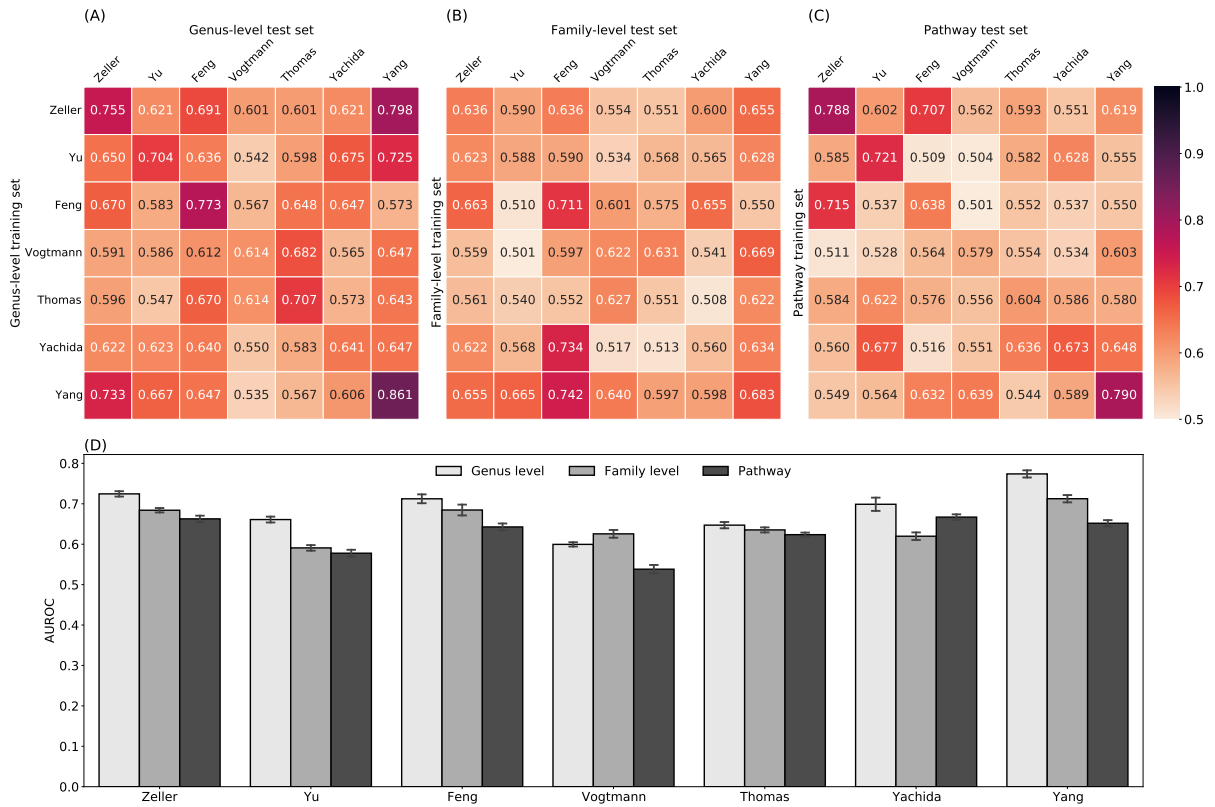 (A) (B) (C)
Genus-level test set Family-level test set Pathway test set
Zeller Yu Feng Vogtmann Thomas Yachida Yang Zeller Yu Feng Vogtmann Thomas Yachida Yang Zeller Yu Feng Vogtmann Thomas Yachida Yang
Genus-level training set
Family-level training set
Pathway training set
Zeller 0.755 0.621 0.691 0.601 0.601 0.621 0.798 0.636 0.590 0.636 0.554 0.551 0.600 0.655 0.788 0.602 0.707 0.562 0.593 0.551 0.619
Yu 0.650 0.704 0.636 0.542 0.598 0.675 0.725 0.623 0.588 0.590 0.534 0.568 0.565 0.628 0.585 0.721 0.509 0.504 0.582 0.628 0.555
Feng 0.670 0.583 0.773 0.567 0.648 0.647 0.573 0.663 0.510 0.711 0.601 0.575 0.655 0.550 0.715 0.537 0.638 0.501 0.552 0.537 0.550
Vogtmann 0.591 0.586 0.612 0.614 0.682 0.565 0.647 0.559 0.501 0.597 0.622 0.631 0.541 0.669 0.511 0.528 0.564 0.579 0.554 0.534 0.603
Thomas 0.596 0.547 0.670 0.614 0.707 0.573 0.643 0.561 0.540 0.552 0.627 0.551 0.508 0.622 0.584 0.622 0.576 0.556 0.604 0.586 0.580
Yachida 0.622 0.623 0.640 0.550 0.583 0.641 0.647 0.622 0.568 0.734 0.517 0.513 0.560 0.634 0.560 0.677 0.516 0.551 0.636 0.673 0.648
Yang 0.733 0.667 0.647 0.535 0.567 0.606 0.861 0.655 0.665 0.742 0.640 0.597 0.598 0.683 0.549 0.564 0.632 0.639 0.544 0.589 0.790
1.0
0.9
0.8
0.7
0.6
0.5
(D)
Genus level Family level Pathway
AUROC
0.8
0.7
0.6
0.5
0.4
0.3
0.2
0.1
0.0
Zeller Yu Feng Vogtmann Thomas Yachida Yang